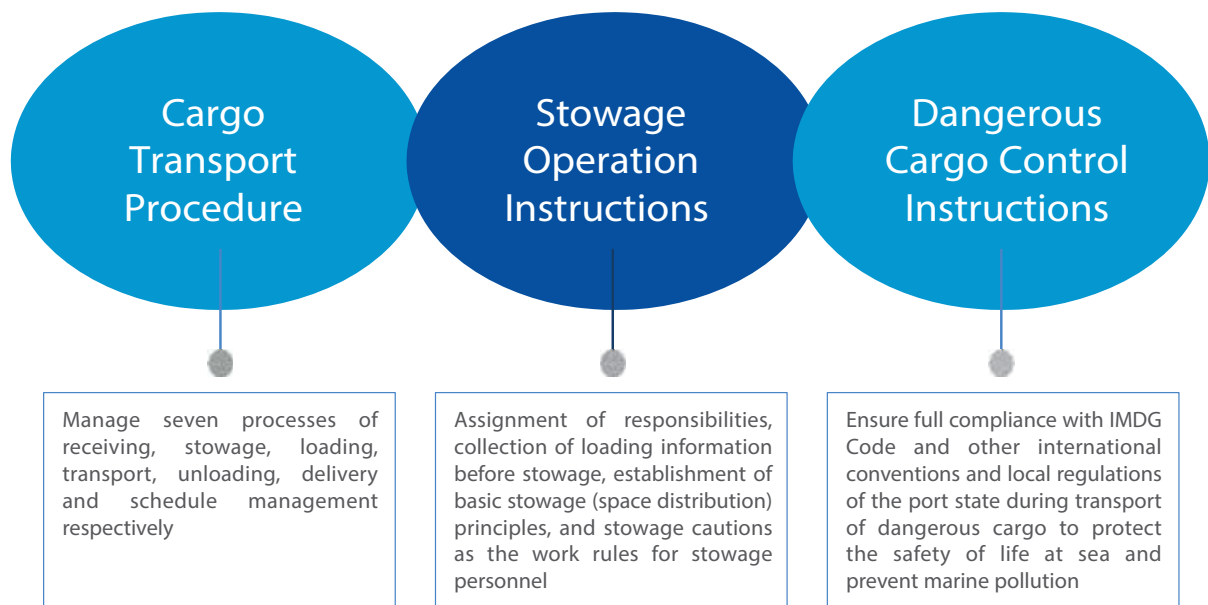 Cargo
Transport
Procedure
Stowage
Operation
Instructions
Dangerous
Cargo Control
Instructions
Manage seven processes of
receiving, stowage, loading,
transport, unloading, delivery
and schedule management
respectively
Assignment of responsibilities,
collection of loading information
before stowage, establishment of
basic stowage (space distribution)
principles, and stowage cautions
as the work rules for stowage
personnel
Ensure full compliance with IMDG
Code and other international
conventions and local regulations
of the port state during transport
of dangerous cargo to protect
the safety of life at sea and
prevent marine pollution